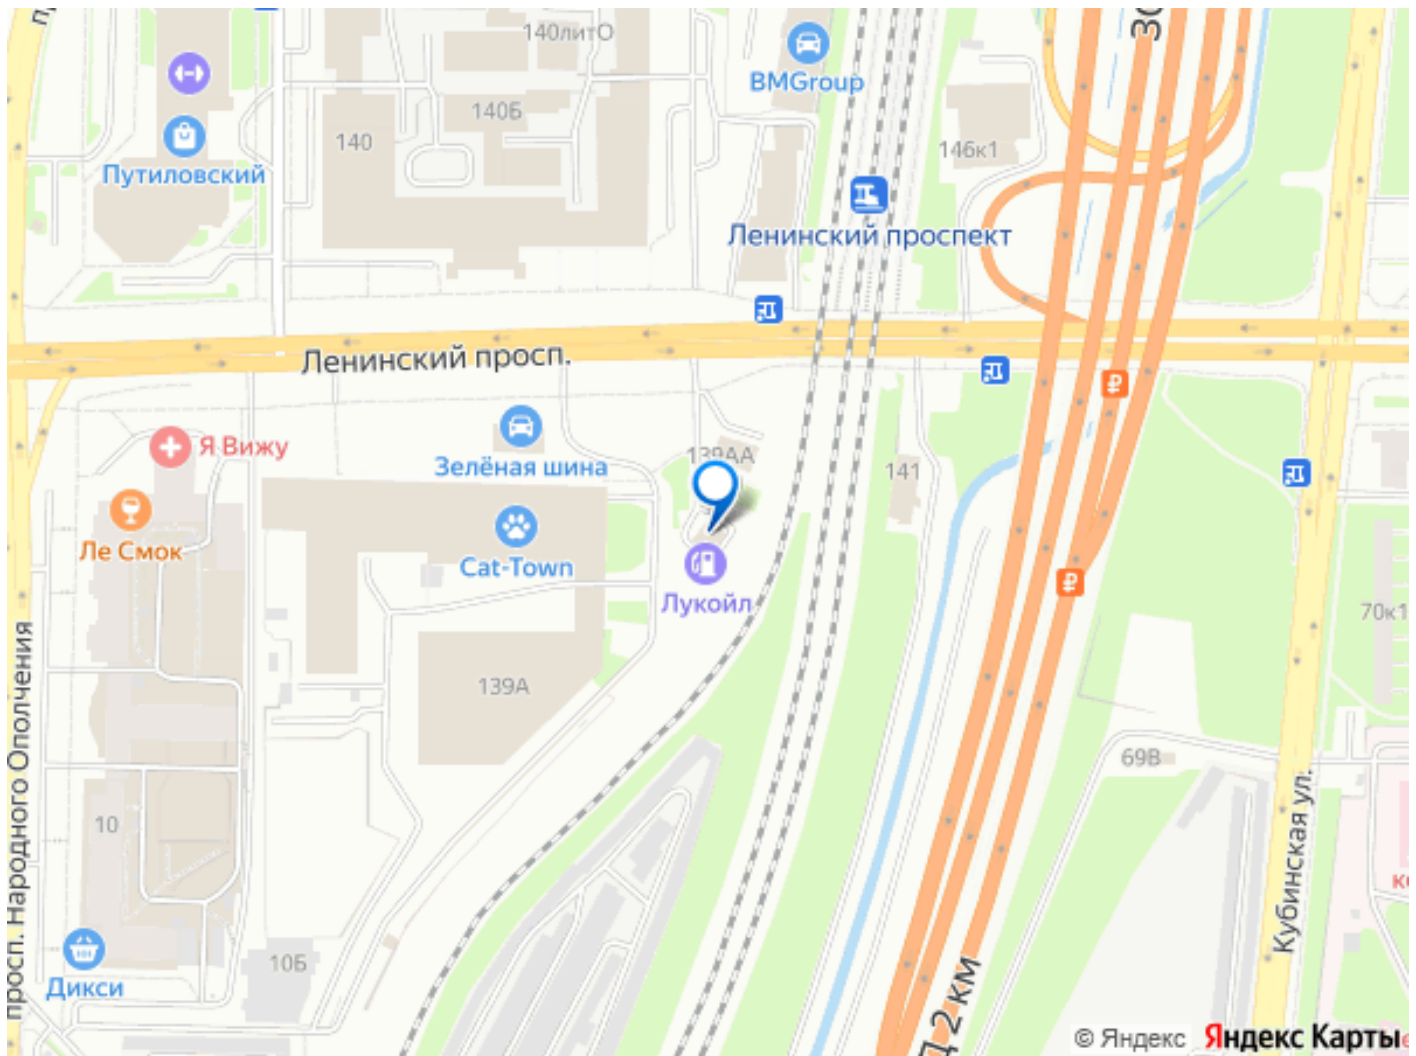 140литО
BMGroup
140Б
140
146к1
Путиловский
Ленинский проспект
Ленинский просп.
Я Вижу
Зелёная шина
139АА
141
Ле Смок
Cat-Town
Лукойл
70к1
139А
просп. Народного Ополчения
69В
10
Кубинская ул.
10Б
Дикси
2 км
© Яндекс
Яндекс Карты